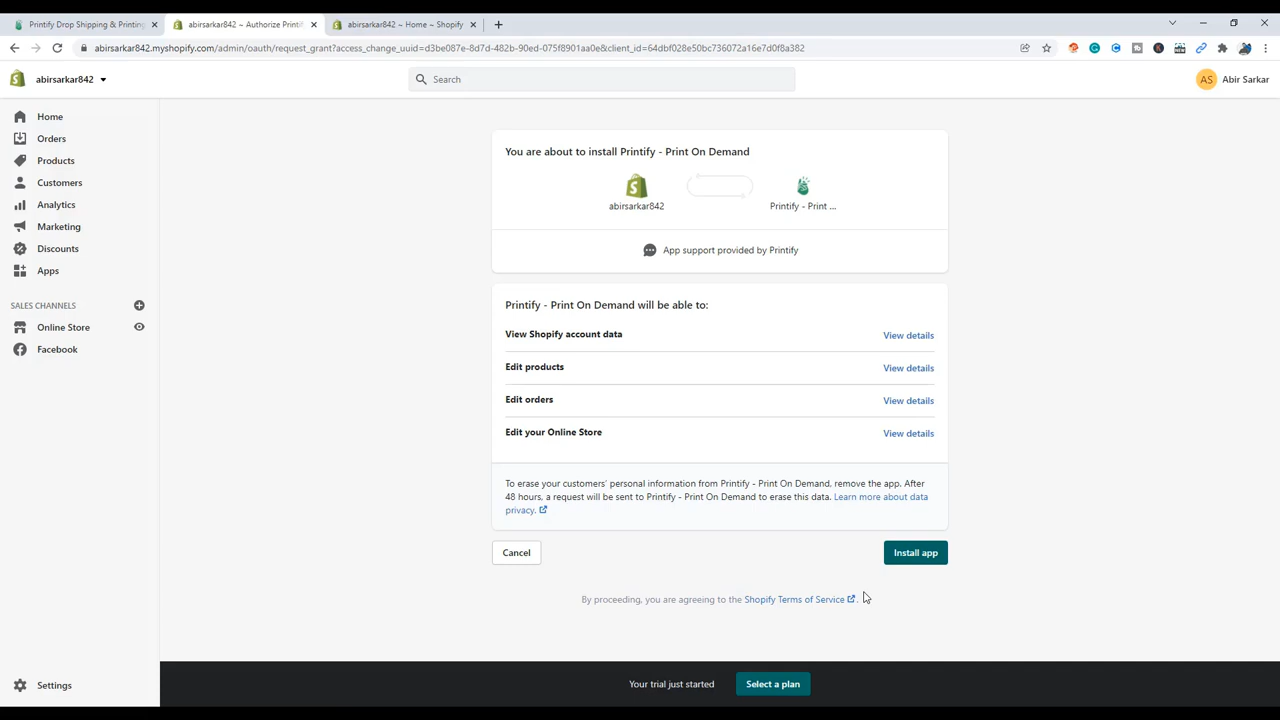 Printify Drop Shipping & Printing
abirsarkar842 ~ Authorize Printif
abirsarkar842 ~ Home ~ Shopify
abirsarkar842.myshopify.com/admin/oauth/request_grant?access_change_uuid=d3be087e-8d7d-482b-90ed-075f8901aa0e&client_id=64dbf028e50bc736072a16e7d0f8a382
abirsarkar842
Search
AS
Abir Sarkar
Home
Orders
Products
Customers
Analytics
Marketing
Discounts
Apps
SALES CHANNELS
Online Store
Facebook
Settings
You are about to install Printify - Print On Demand
abirsarkar842
Printify - Print ...
App support provided by Printify
Printify - Print On Demand will be able to:
View Shopify account data
View details
Edit products
View details
Edit orders
View details
Edit your Online Store
View details
To erase your customers' personal information from Printify - Print On Demand, remove the app. After
48 hours, a request will be sent to Printify - Print On Demand to erase this data. Learn more about data
privacy.
Cancel
Install app
By proceeding, you are agreeing to the Shopify Terms of Service.
Your trial just started
Select a plan